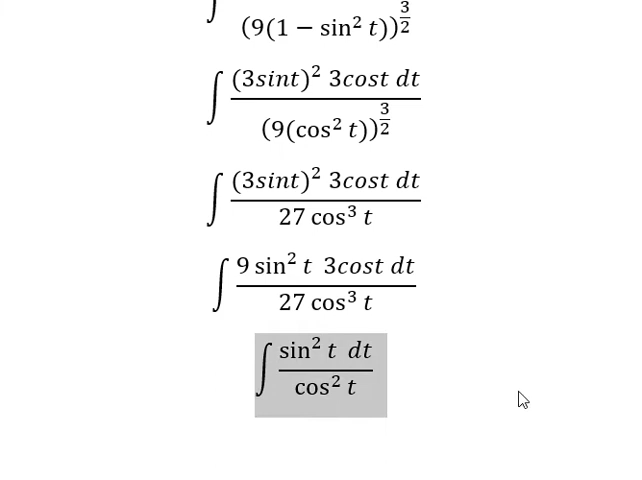 ∫ (9(1 − sin² t))^(3/2)
∫ (3sint)² 3cost dt / (9(cos² t))^(3/2)
∫ (3sint)² 3cost dt / 27 cos³ t
∫ 9 sin² t 3cost dt / 27 cos³ t
∫ sin² t dt / cos² t